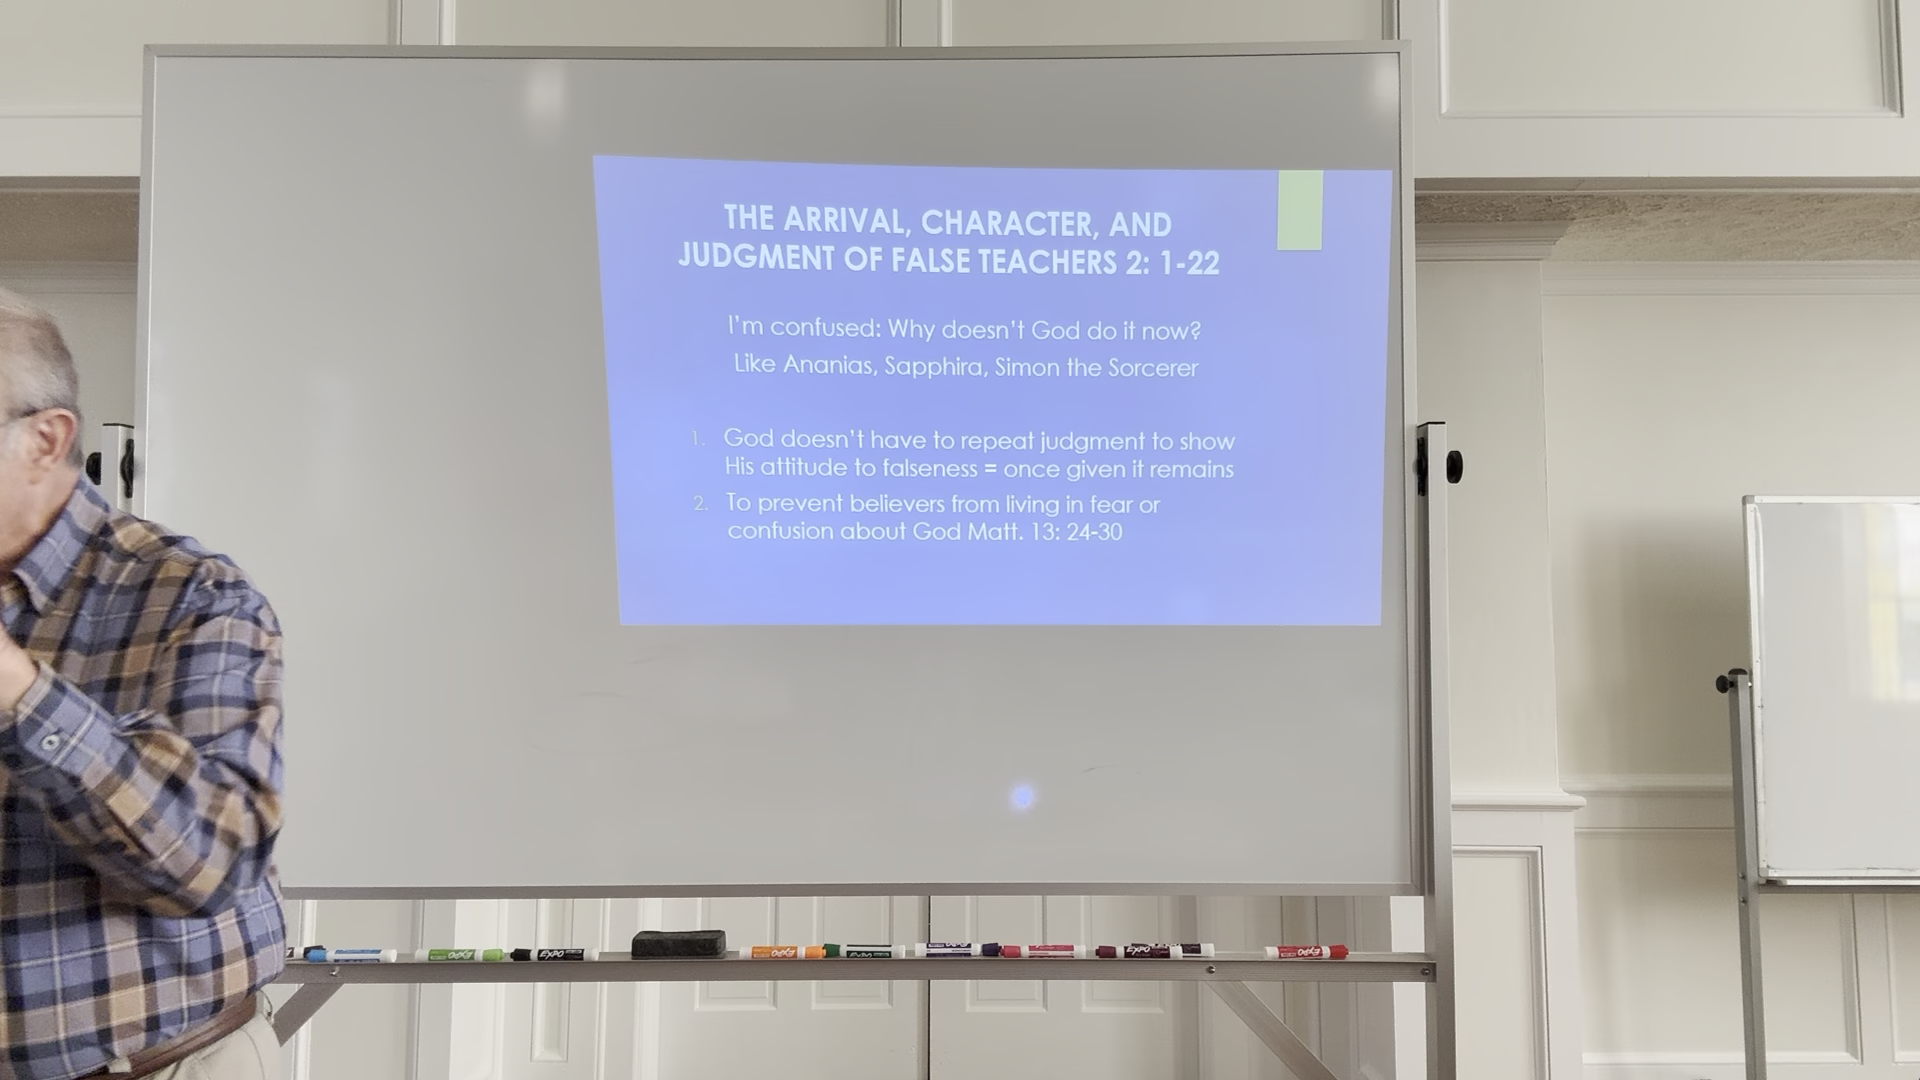 THE ARRIVAL, CHARACTER, AND
JUDGMENT OF FALSE TEACHERS 2: 1-22
I'm confused: Why doesn't God do it now?
Like Ananias, Sapphira, Simon the Sorcerer
1. God doesn't have to repeat judgment to show
His attitude to falseness = once given it remains
2. To prevent believers from living in fear or
confusion about God Matt. 13: 24-30
EXPO
EXPO
EXPO
EXPO
EXPO
EXPO